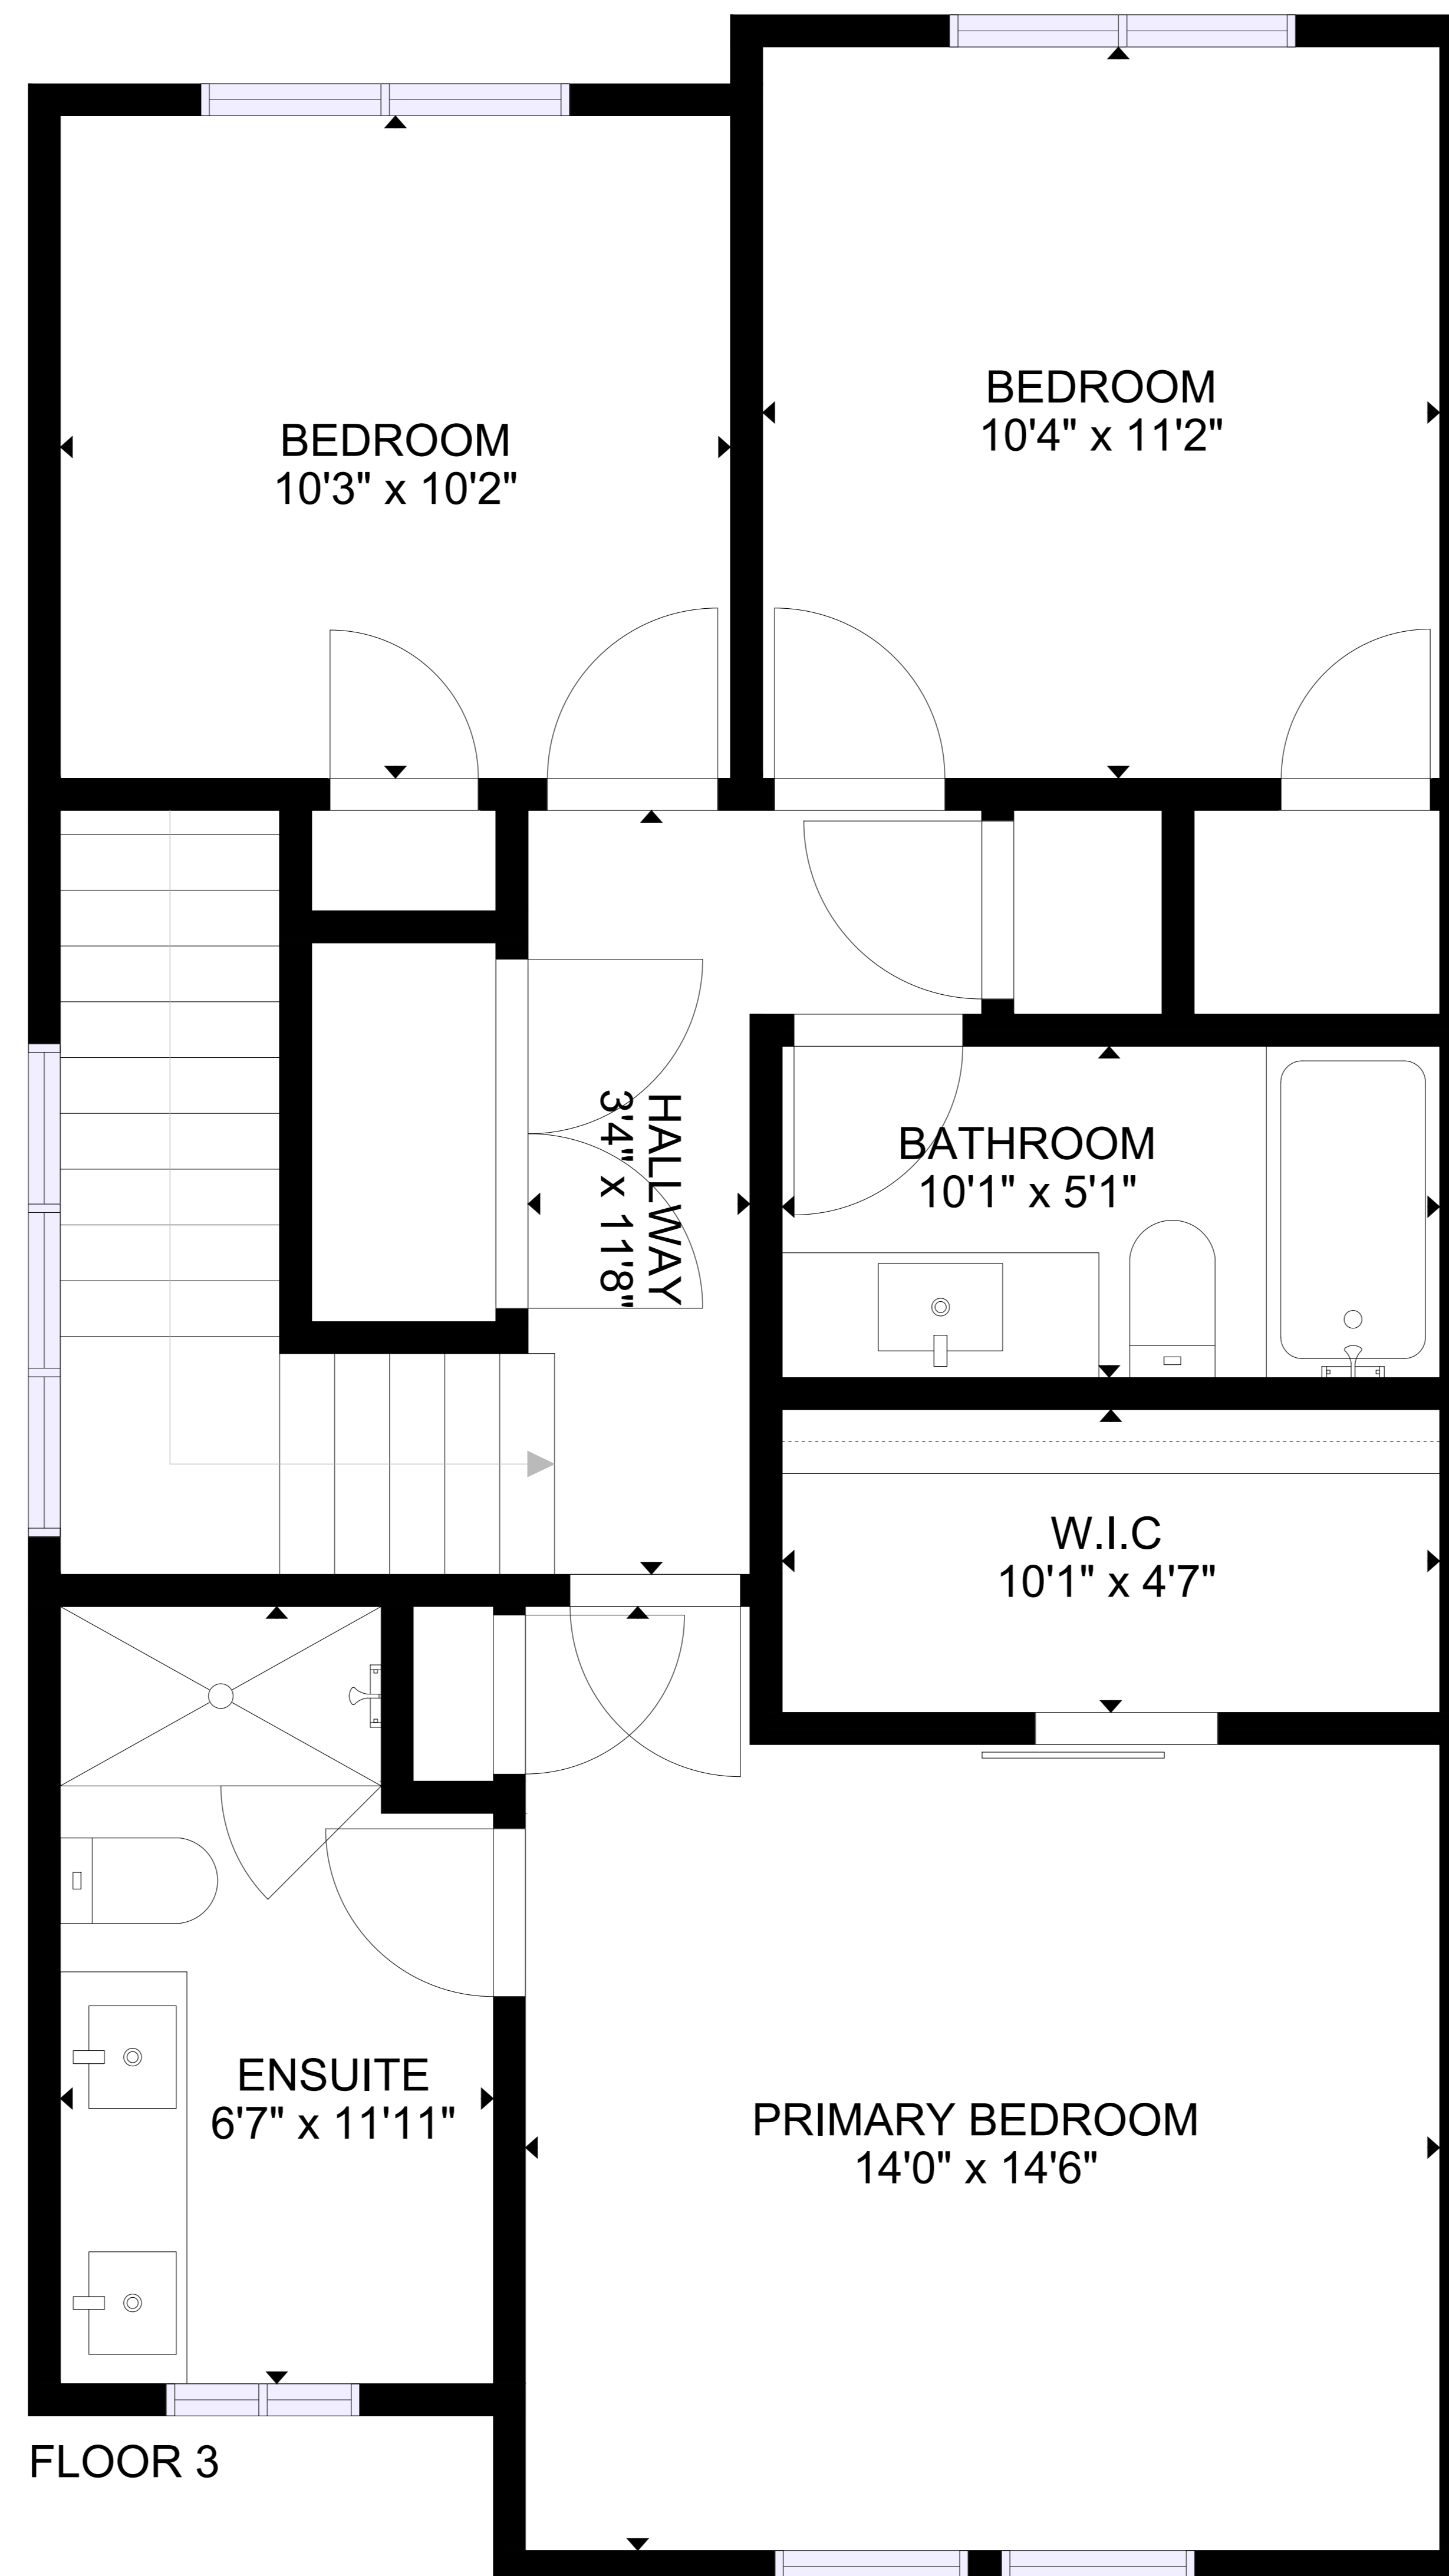 BEDROOM
10'4" x 11'2"
BEDROOM
10'3" x 10'2"
HALLWAY
3'4" x 11'8"
BATHROOM
10'1" x 5'1"
W.I.C
10'1" x 4'7"
ENSUITE
6'7" x 11'11"
PRIMARY BEDROOM
14'0" x 14'6"
FLOOR 3